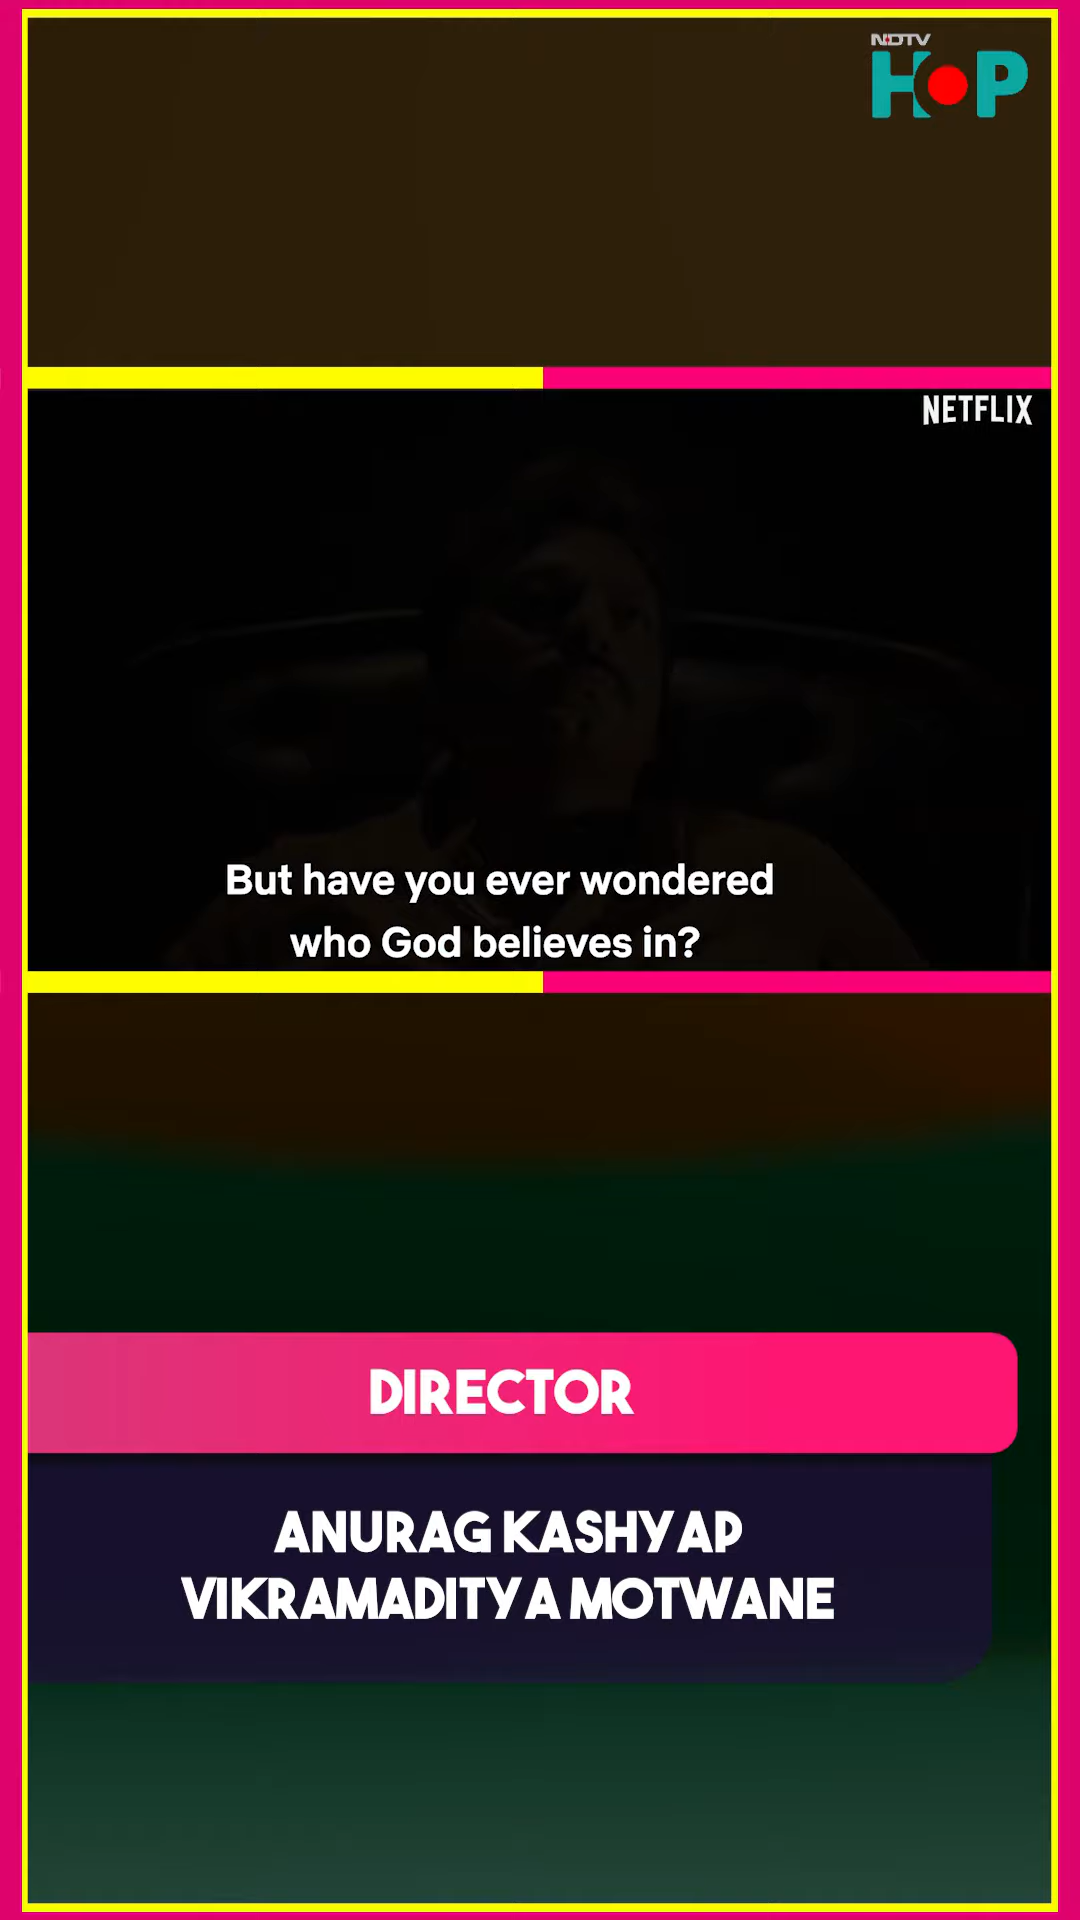 NDTV
HOP
NETFLIX
But have you ever wondered
who God believes in?
DIRECTOR
ANURAG KASHYAP
VIKRAMADITYA MOTWANE